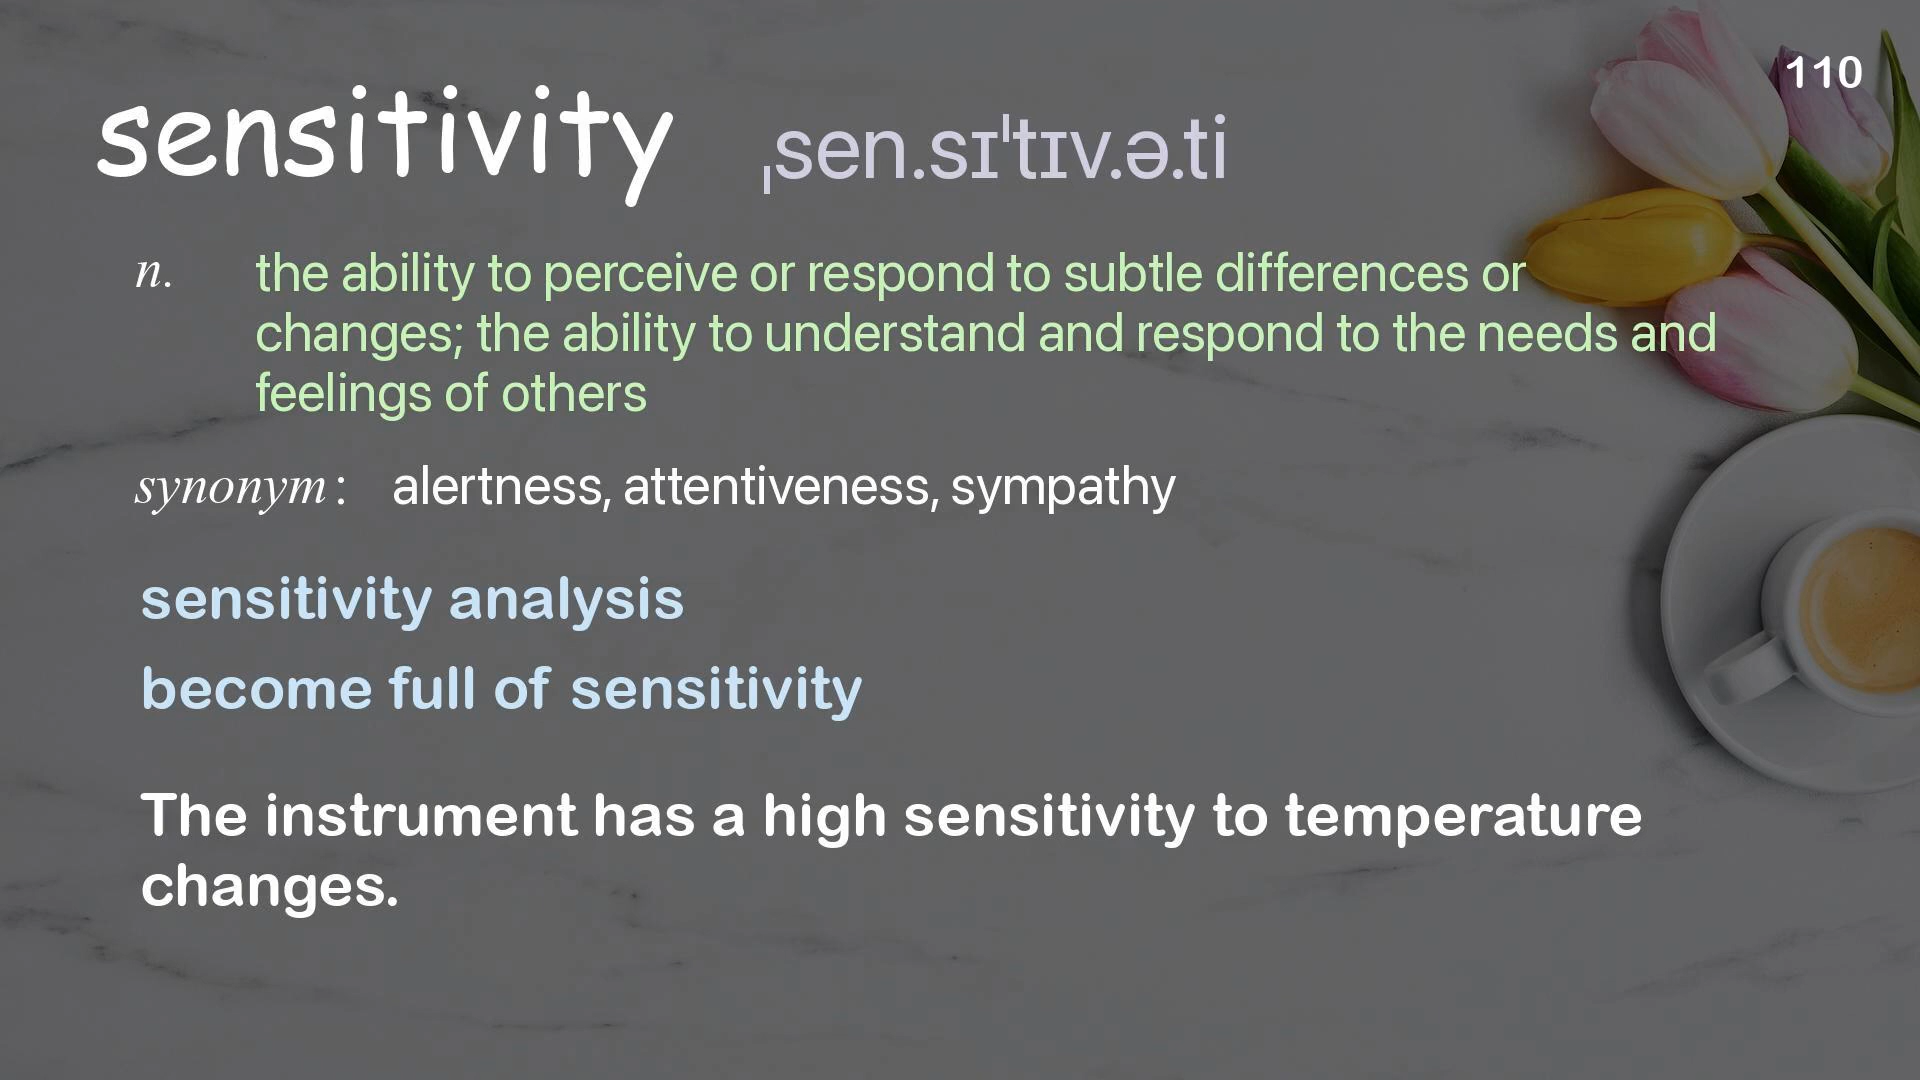 110
sensitivity ˌsen.sɪˈtɪv.ə.ti
n. the ability to perceive or respond to subtle differences or
changes; the ability to understand and respond to the needs and
feelings of others
synonym : alertness, attentiveness, sympathy
sensitivity analysis
become full of sensitivity
The instrument has a high sensitivity to temperature
changes.